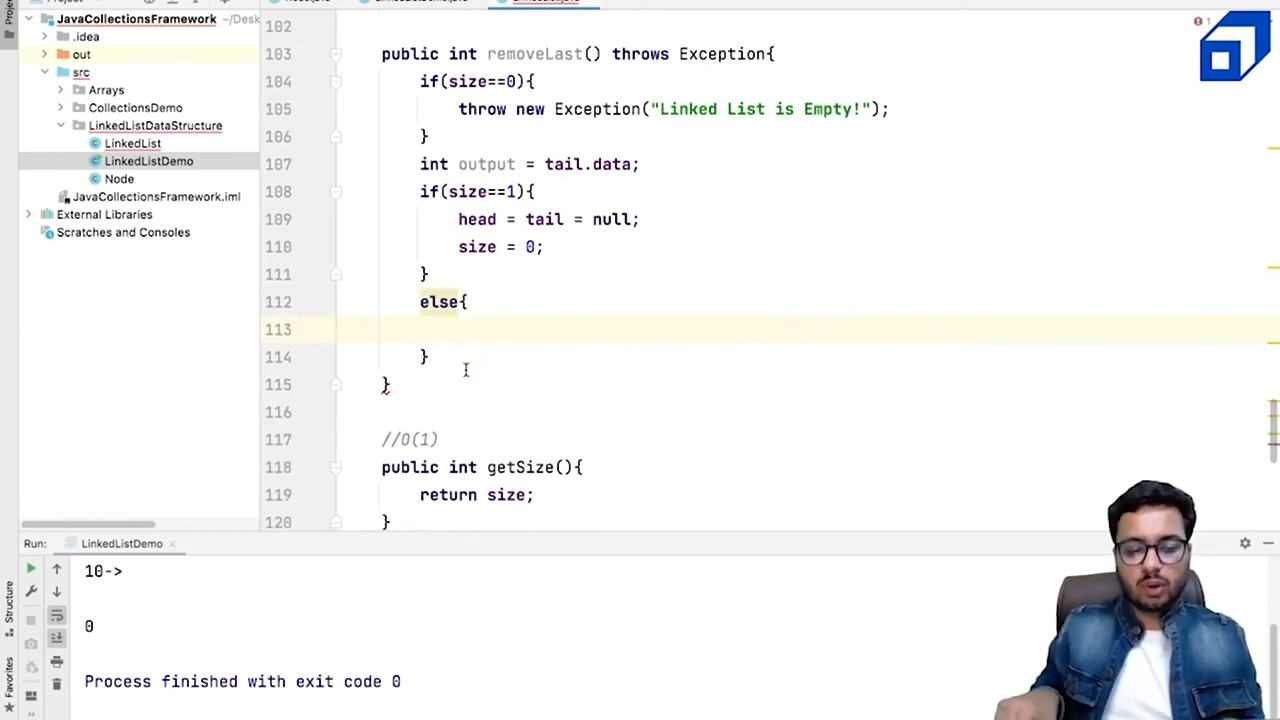 JavaCollectionsFramework ~/Desk
.idea
out
src
Arrays
CollectionsDemo
LinkedListDataStructure
LinkedList
LinkedListDemo
Node
JavaCollectionsFramework.iml
External Libraries
Scratches and Consoles
102
103 public int removeLast() throws Exception{
104 if(size==0){
105 throw new Exception("Linked List is Empty!");
106 }
107 int output = tail.data;
108 if(size==1){
109 head = tail = null;
110 size = 0;
111 }
112 else{
113
114 }
115 }
116
117 //O(1)
118 public int getSize(){
119 return size;
120 }
1
Run: LinkedListDemo
10->
0
Process finished with exit code 0
Structure
Favorites